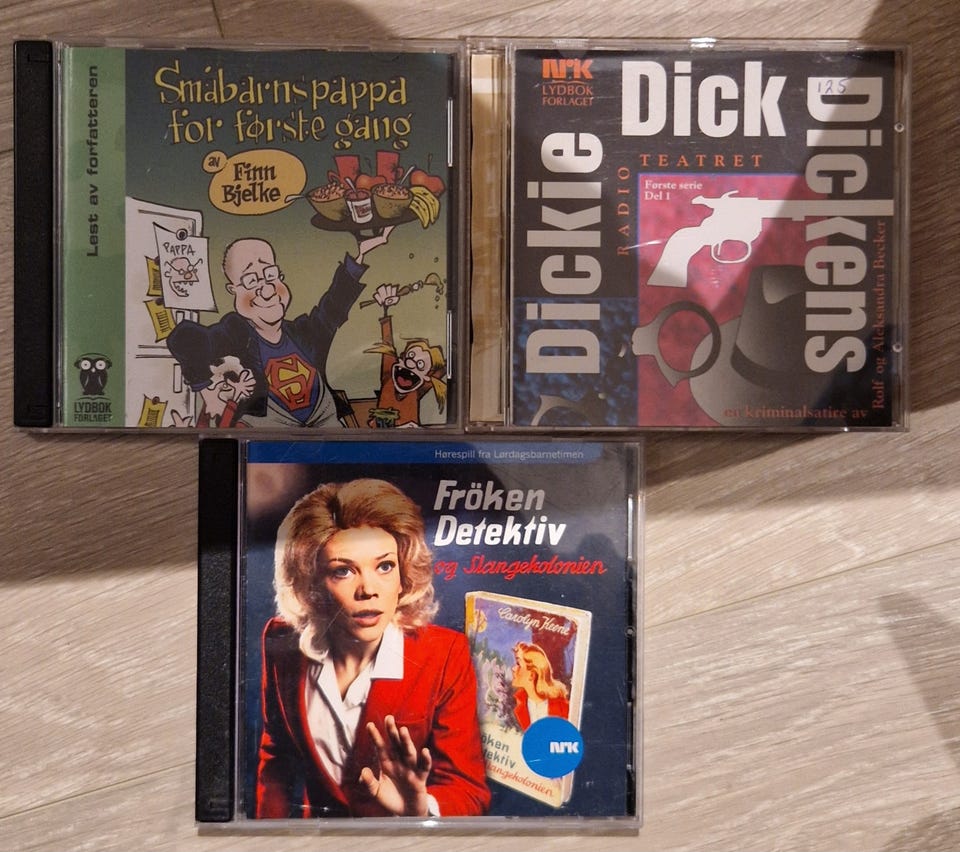 Lest av forfatteren
Småbarnspappa
for første gang
av
Finn
Bjelke
PAPPA
LYDBOK
FORLAGET
NRK
LYDBOK
FORLAGET
Dickie
Dick
Dickens
125
RADIO
TEATRET
Første serie
Del 1
en kriminalsatire av
Rolf og Aleksandra Becker
Hørespill fra Lørdagsbarnetimen
Fröken
Detektiv
og Slangekolonien
Carolyn Keene
NRK